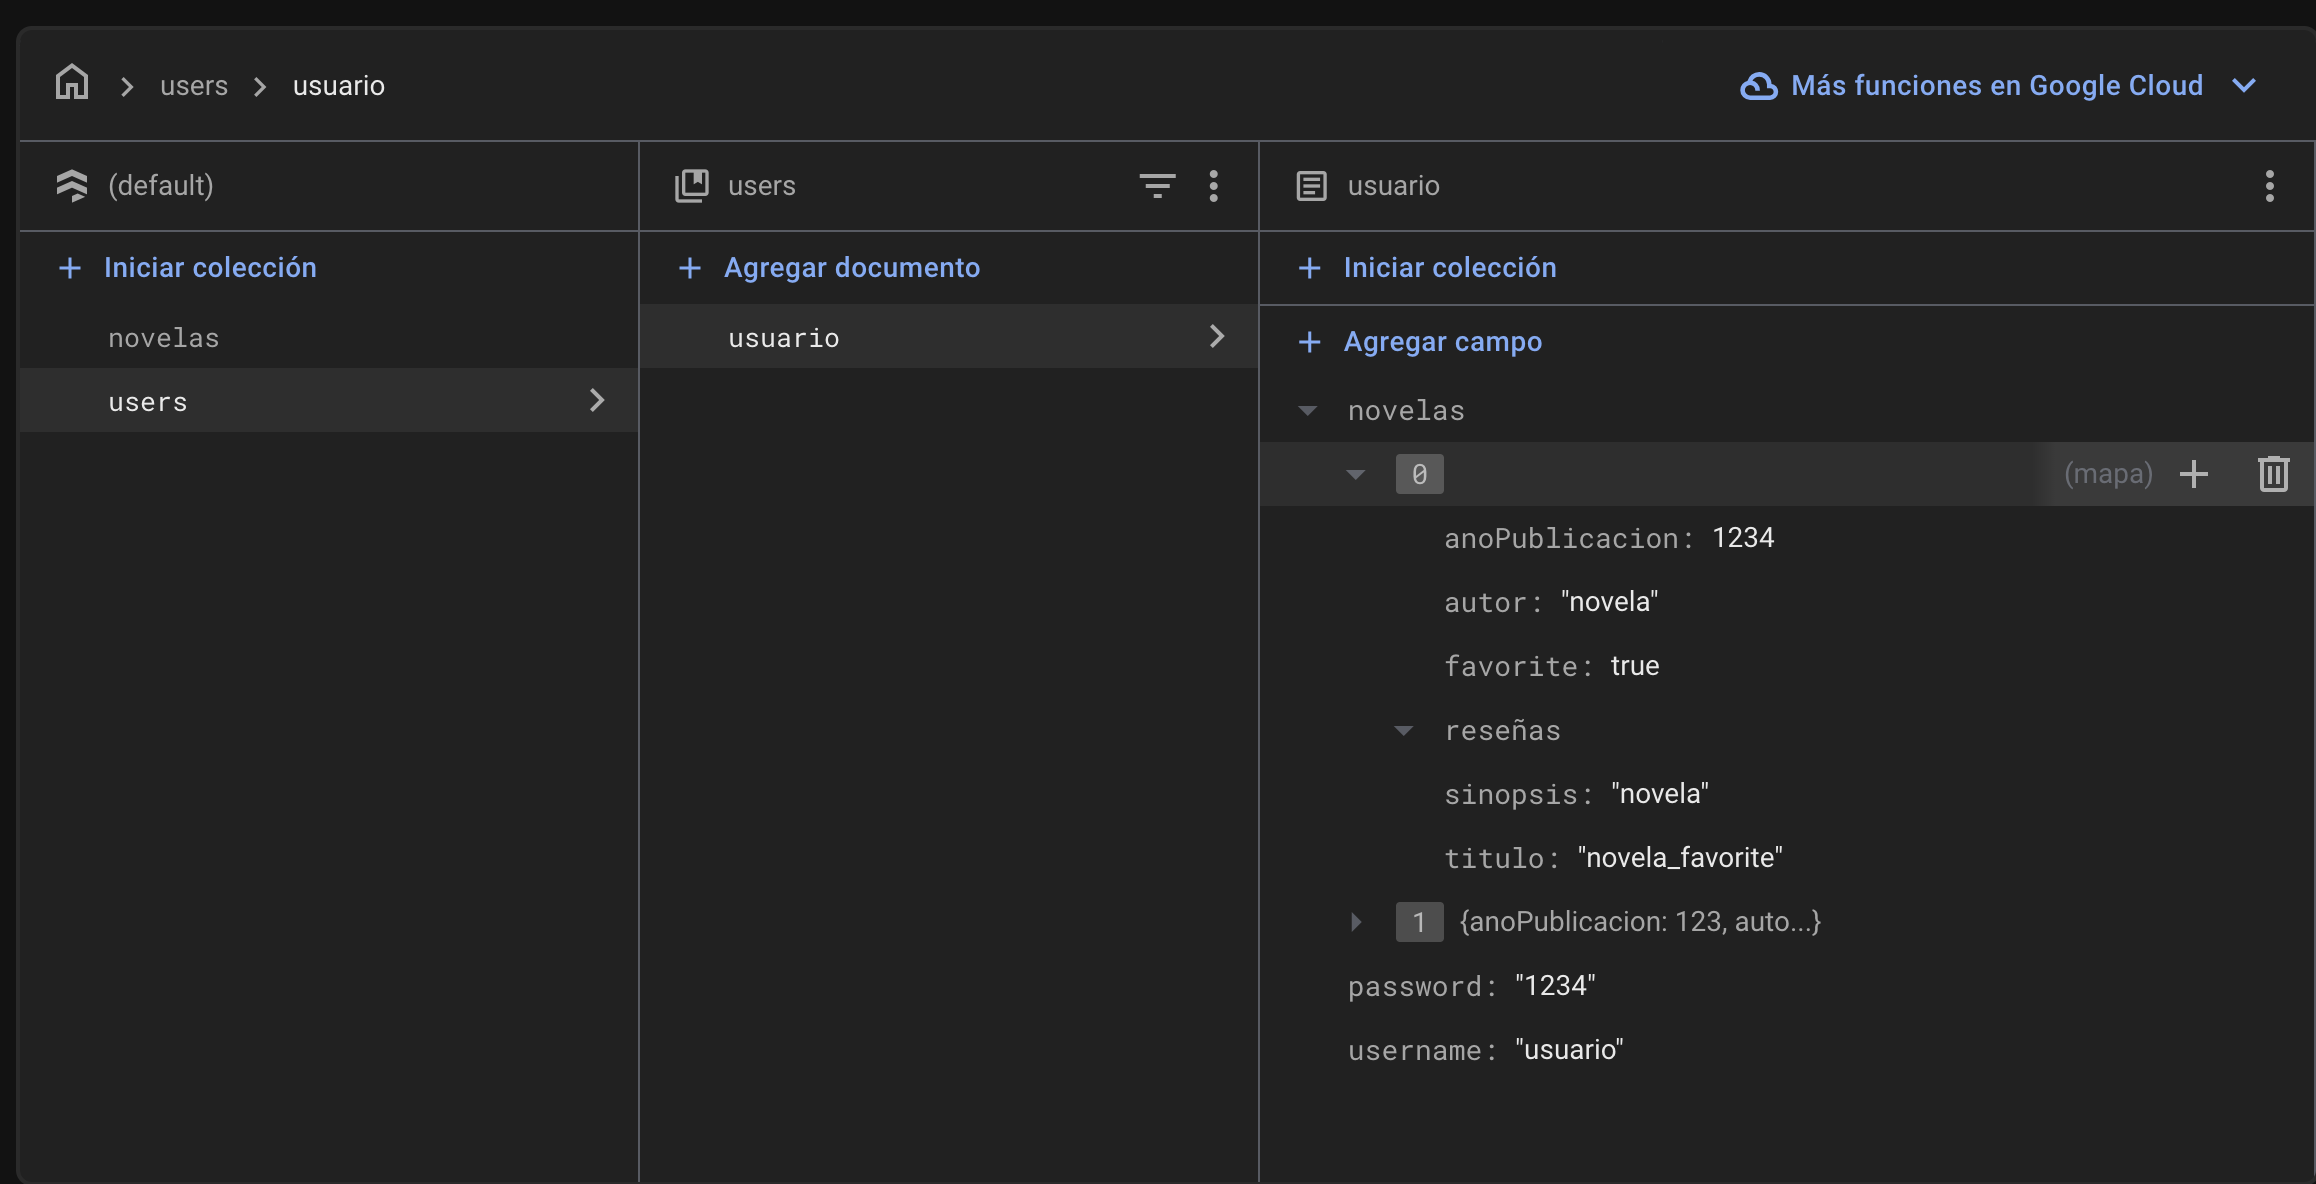 users > usuario
Más funciones en Google Cloud
(default)
Iniciar colección
novelas
users
users
Agregar documento
usuario
usuario
Iniciar colección
Agregar campo
novelas
0 (mapa)
anoPublicacion: 1234
autor: "novela"
favorite: true
reseñas
sinopsis: "novela"
titulo: "novela_favorite"
1 {anoPublicacion: 123, auto...}
password: "1234"
username: "usuario"